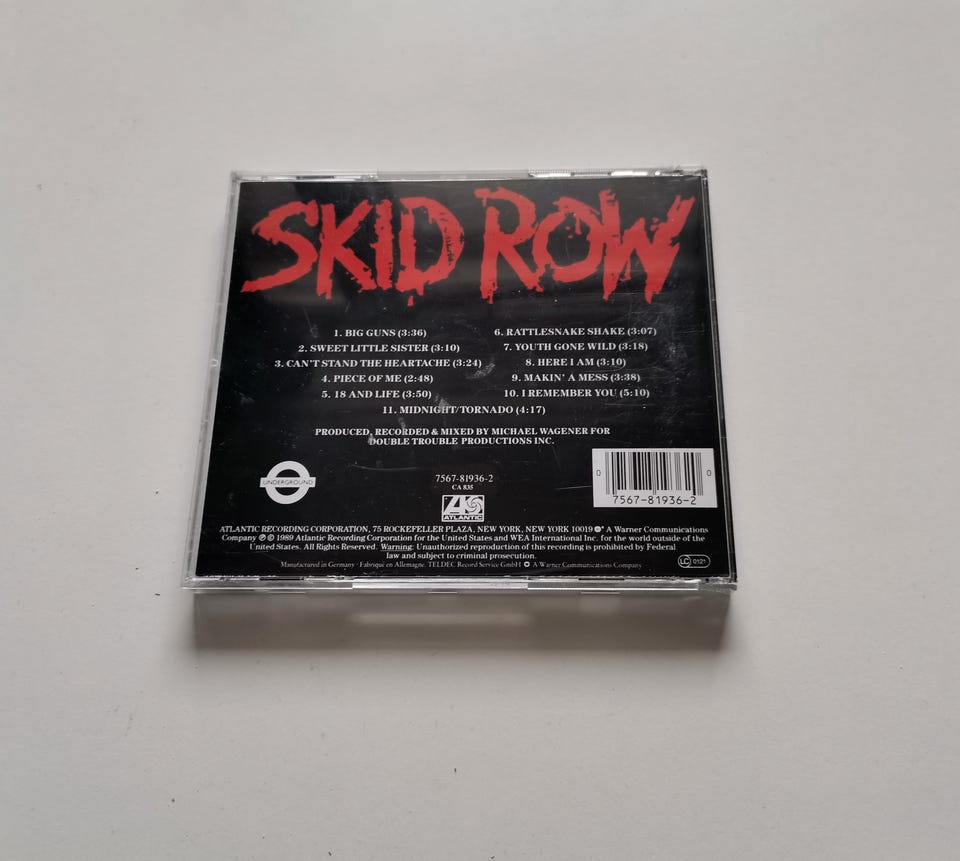 SKID ROW
1. BIG GUNS (3:36)
2. SWEET LITTLE SISTER (3:10)
3. CAN'T STAND THE HEARTACHE (3:24)
4. PIECE OF ME (2:48)
5. 18 AND LIFE (3:50)
6. RATTLESNAKE SHAKE (3:07)
7. YOUTH GONE WILD (3:18)
8. HERE I AM (3:10)
9. MAKIN' A MESS (3:38)
10. I REMEMBER YOU (5:10)
11. MIDNIGHT/TORNADO (4:17)
PRODUCED, RECORDED & MIXED BY MICHAEL WAGENER FOR
DOUBLE TROUBLE PRODUCTIONS INC.
UNDERGROUND
7567-81936-2
CA 835
ATLANTIC
0 0
7567-81936-2
ATLANTIC RECORDING CORPORATION, 75 ROCKEFELLER PLAZA, NEW YORK, NEW YORK 10019 A Warner Communications
Company ℗ © 1989 Atlantic Recording Corporation for the United States and WEA International Inc. for the world outside of the
United States. All Rights Reserved. Warning: Unauthorized reproduction of this recording is prohibited by Federal
law and subject to criminal prosecution.
Manufactured in Germany · Fabriqué en Allemagne. TELDEC Record Service GmbH A Warner Communications Company
LC 0121